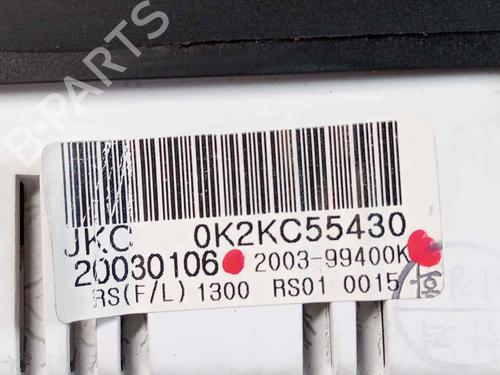 JKC 0K2KC55430
20030106 2003-99400K
RS(F/L) 1300 RS01 0015
B-PARTS